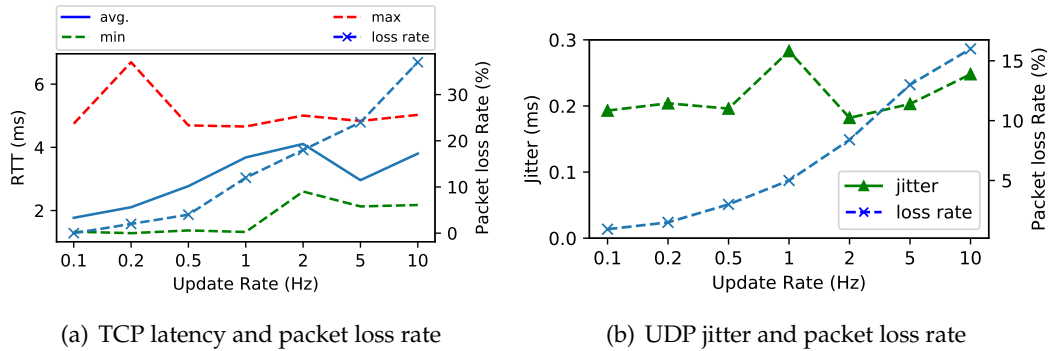 avg.
min
max
loss rate
RTT (ms)
6
4
2
30
20
10
0
Packet loss Rate (%)
0.1 0.2 0.5 1 2 5 10
Update Rate (Hz)
(a) TCP latency and packet loss rate
Jitter (ms)
0.3
0.2
0.1
0.0
15
10
5
Packet loss Rate (%)
jitter
loss rate
0.1 0.2 0.5 1 2 5 10
Update Rate (Hz)
(b) UDP jitter and packet loss rate